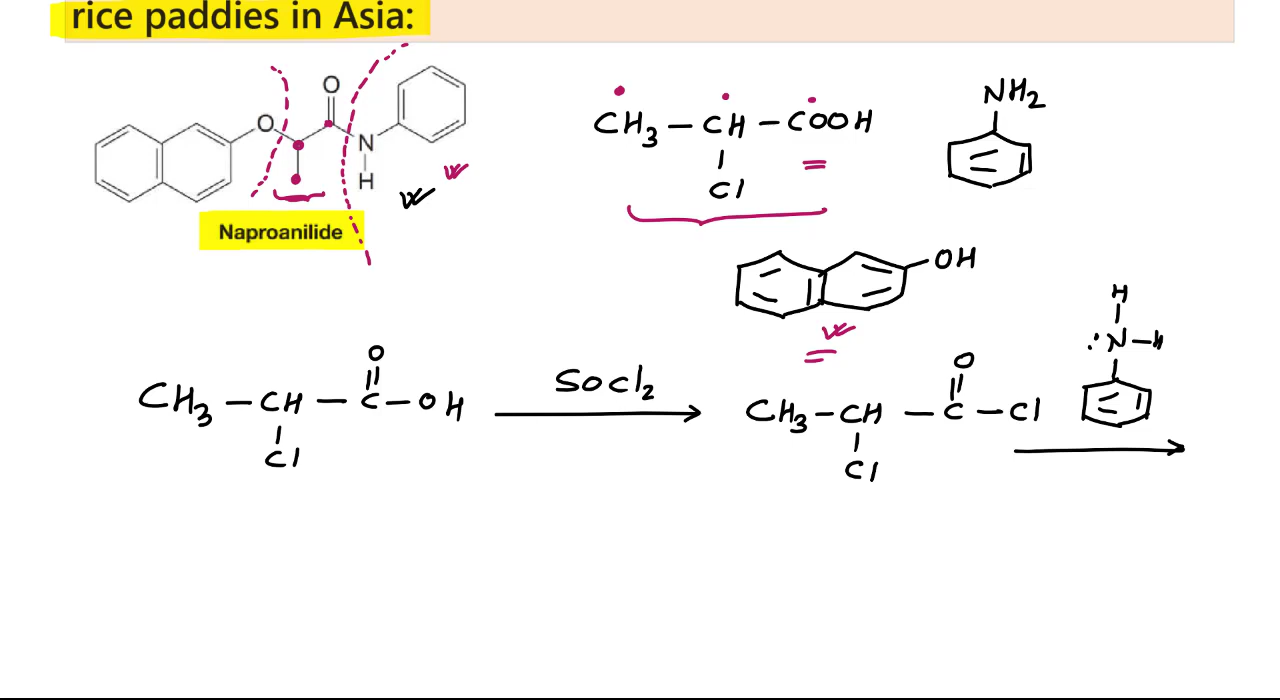 rice paddies in Asia:
O
O
N
H
Naproanilide
CH3 – CH – COOH
Cl
NH2
OH
H
:N–H
CH3 – CH – C – OH
O
Cl
SOCl2
CH3 – CH – C – Cl
O
Cl